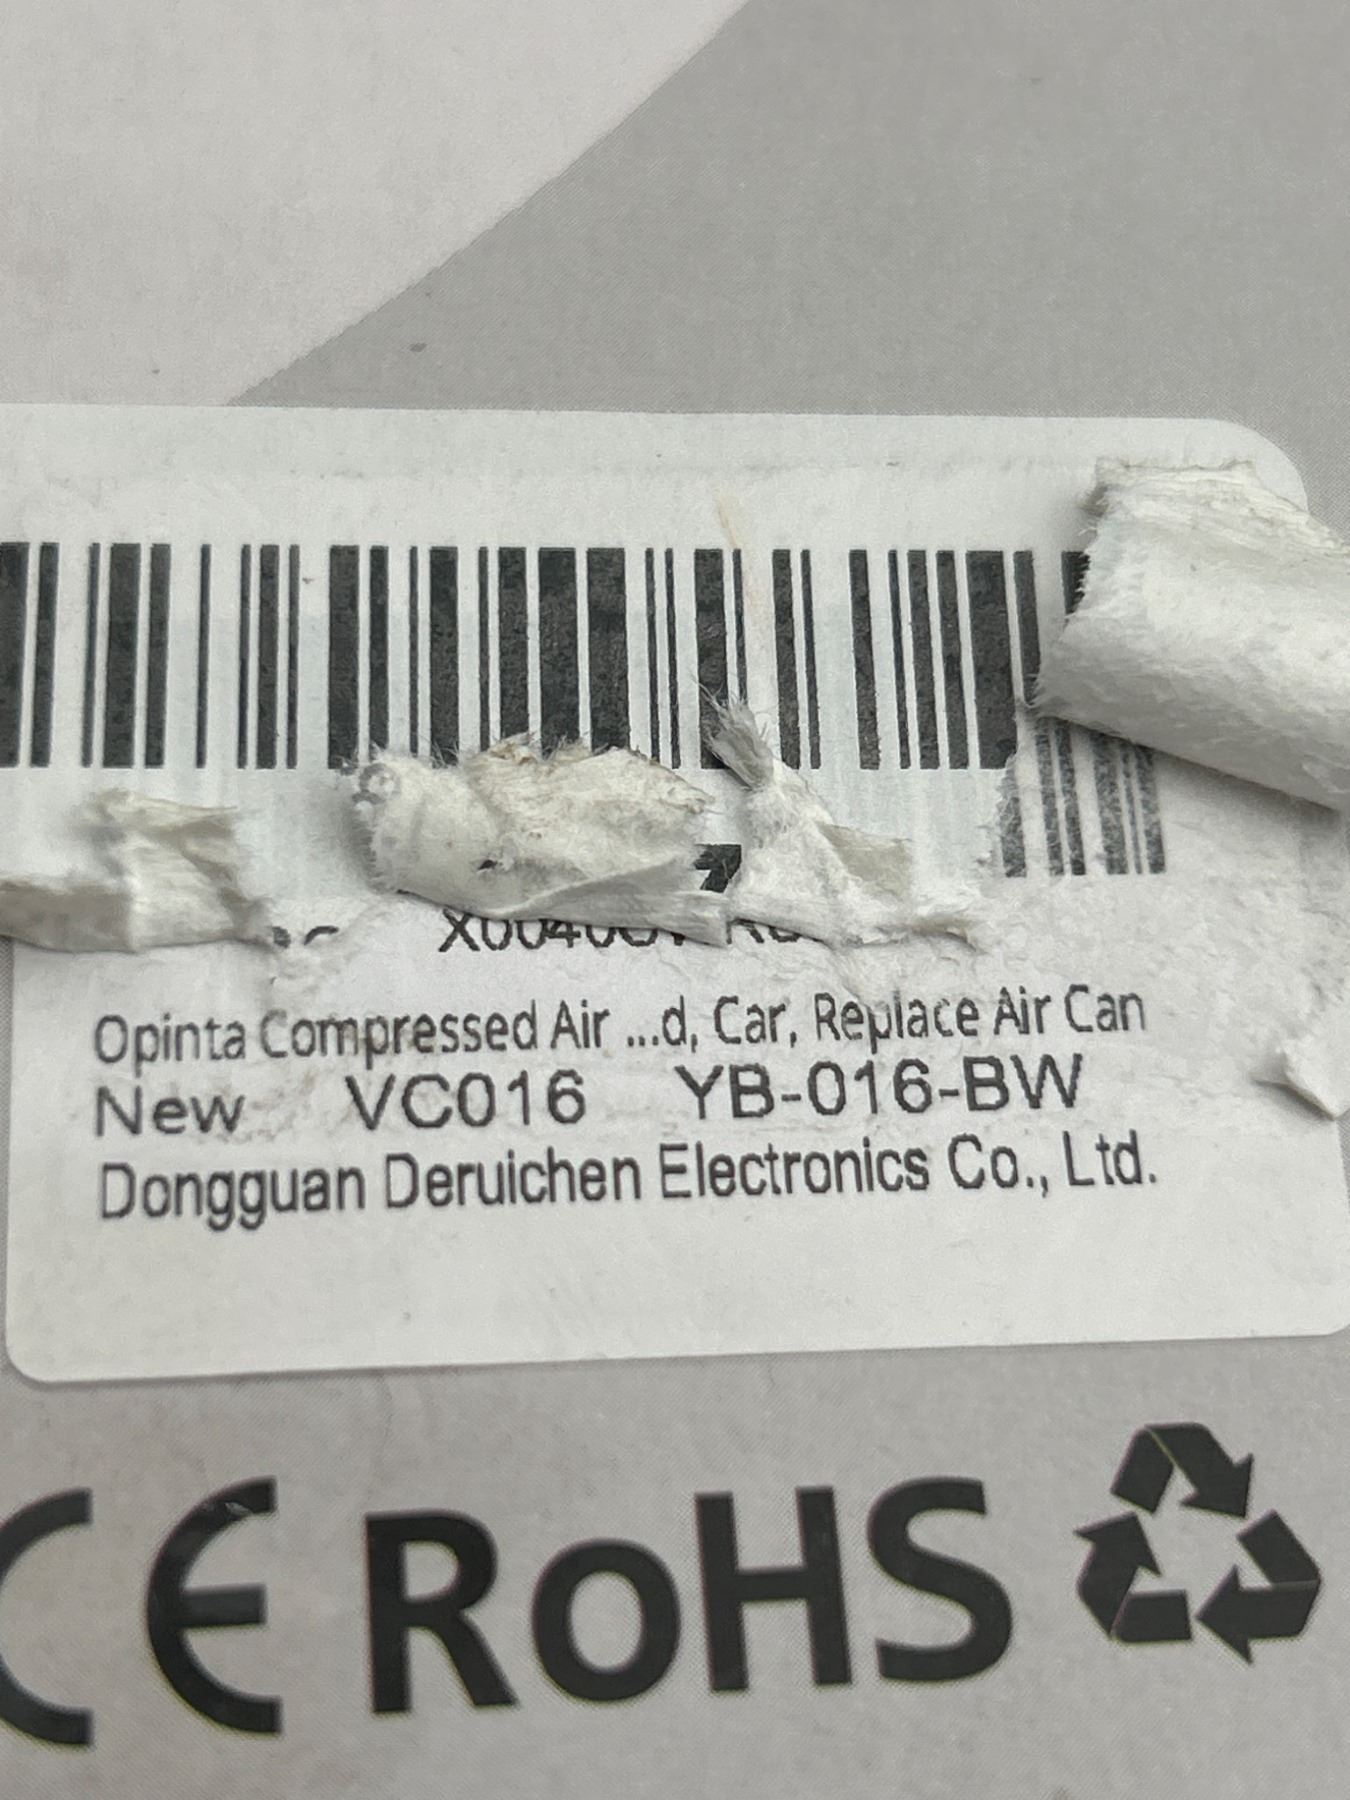 Opinta Compressed Air ...d, Car, Replace Air Can
New VC016 YB-016-BW
Dongguan Deruichen Electronics Co., Ltd.
CE RoHS